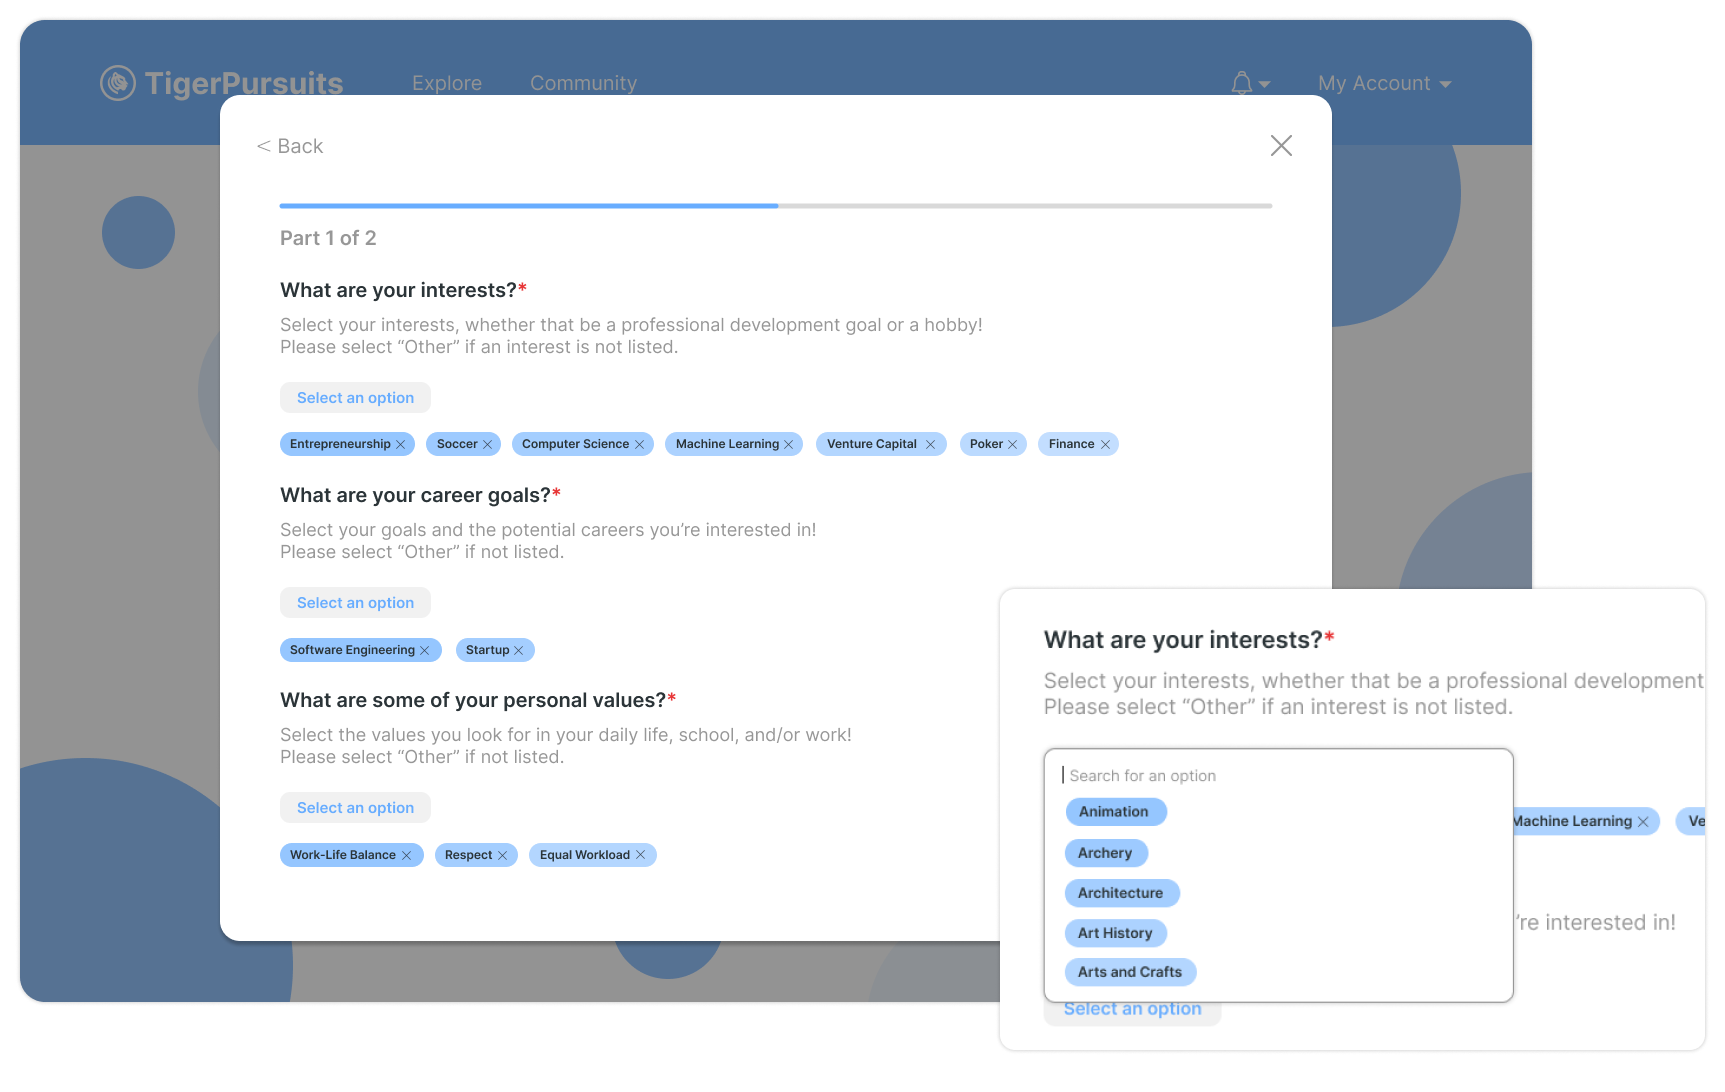 TigerPursuits Explore Community My Account
< Back
Part 1 of 2
What are your interests?*
Select your interests, whether that be a professional development goal or a hobby!
Please select “Other” if an interest is not listed.
Select an option
Entrepreneurship Soccer Computer Science Machine Learning Venture Capital Poker Finance
What are your career goals?*
Select your goals and the potential careers you’re interested in!
Please select “Other” if not listed.
Select an option
Software Engineering Startup
What are some of your personal values?*
Select the values you look for in your daily life, school, and/or work!
Please select “Other” if not listed.
Select an option
Work-Life Balance Respect Equal Workload
What are your interests?*
Select your interests, whether that be a professional development
Please select “Other” if an interest is not listed.
Search for an option
Animation
Machine Learning Ve
Archery
Architecture
’re interested in!
Art History
Arts and Crafts
Select an option